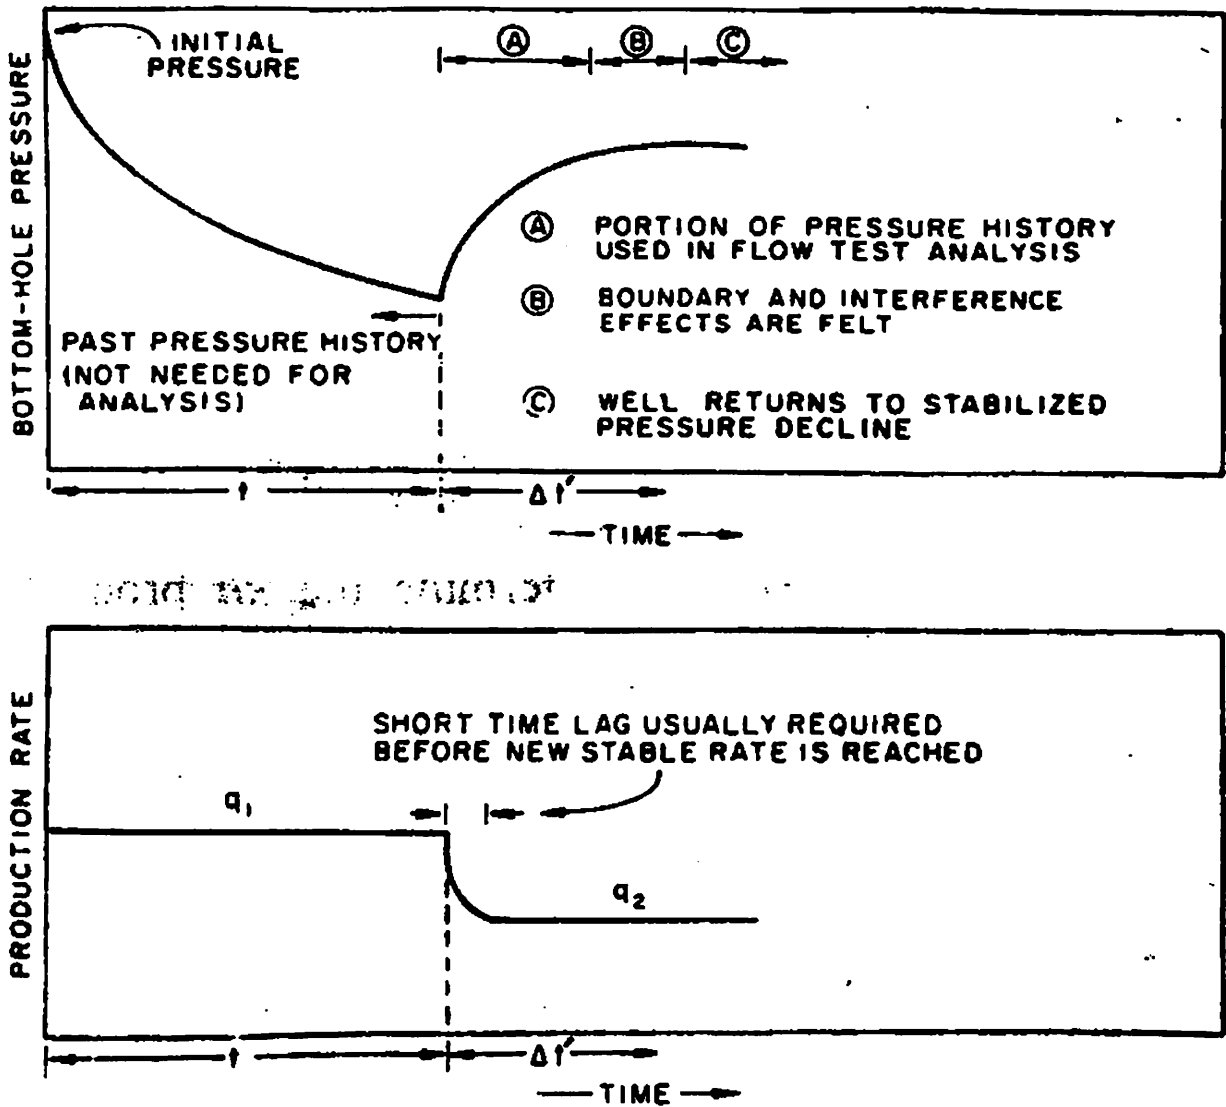 INITIAL
PRESSURE
A
B
C
BOTTOM-HOLE PRESSURE
A PORTION OF PRESSURE HISTORY
USED IN FLOW TEST ANALYSIS
B BOUNDARY AND INTERFERENCE
EFFECTS ARE FELT
PAST PRESSURE HISTORY
(NOT NEEDED FOR
ANALYSIS)
C WELL RETURNS TO STABILIZED
PRESSURE DECLINE
t
Δt′
TIME
PRODUCTION RATE
SHORT TIME LAG USUALLY REQUIRED
BEFORE NEW STABLE RATE IS REACHED
q₁
q₂
t
Δt′
TIME